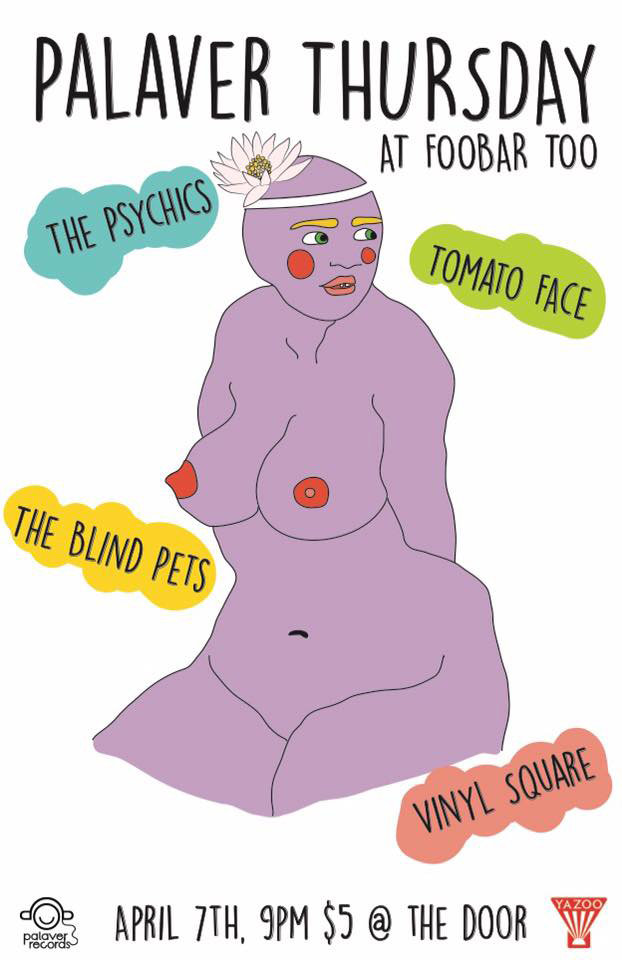 PALAVER THURSDAY
AT FOOBAR TOO
THE PSYCHICS
TOMATO FACE
THE BLIND PETS
VINYL SQUARE
palaver
records
APRIL 7TH, 9PM $5 @ THE DOOR
YAZOO